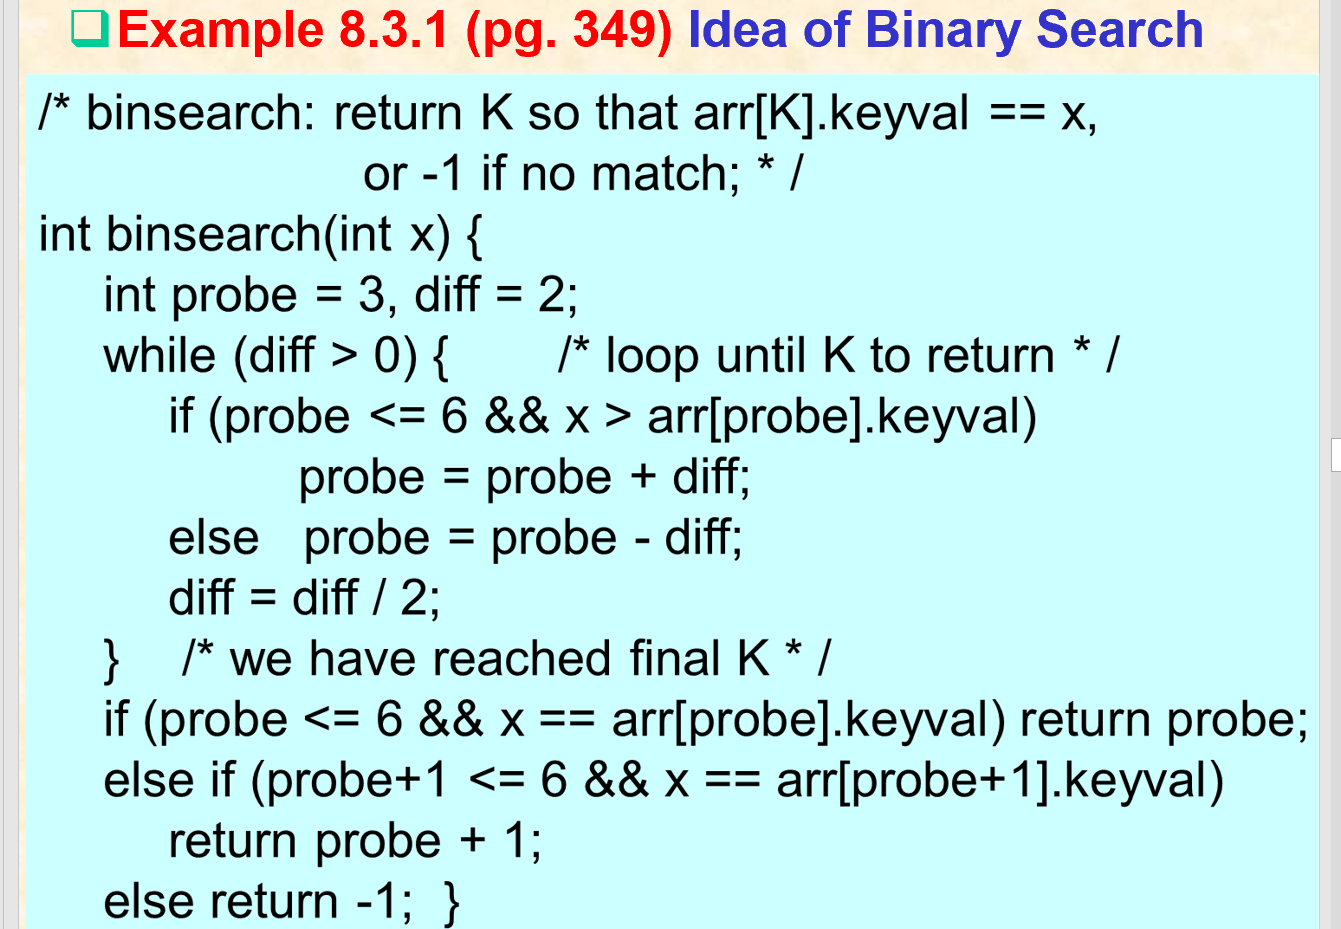 Example 8.3.1 (pg. 349) Idea of Binary Search
/* binsearch: return K so that arr[K].keyval == x,
or -1 if no match; * /
int binsearch(int x) {
int probe = 3, diff = 2;
while (diff > 0) { /* loop until K to return * /
if (probe <= 6 && x > arr[probe].keyval)
probe = probe + diff;
else probe = probe - diff;
diff = diff / 2;
} /* we have reached final K * /
if (probe <= 6 && x == arr[probe].keyval) return probe;
else if (probe+1 <= 6 && x == arr[probe+1].keyval)
return probe + 1;
else return -1; }